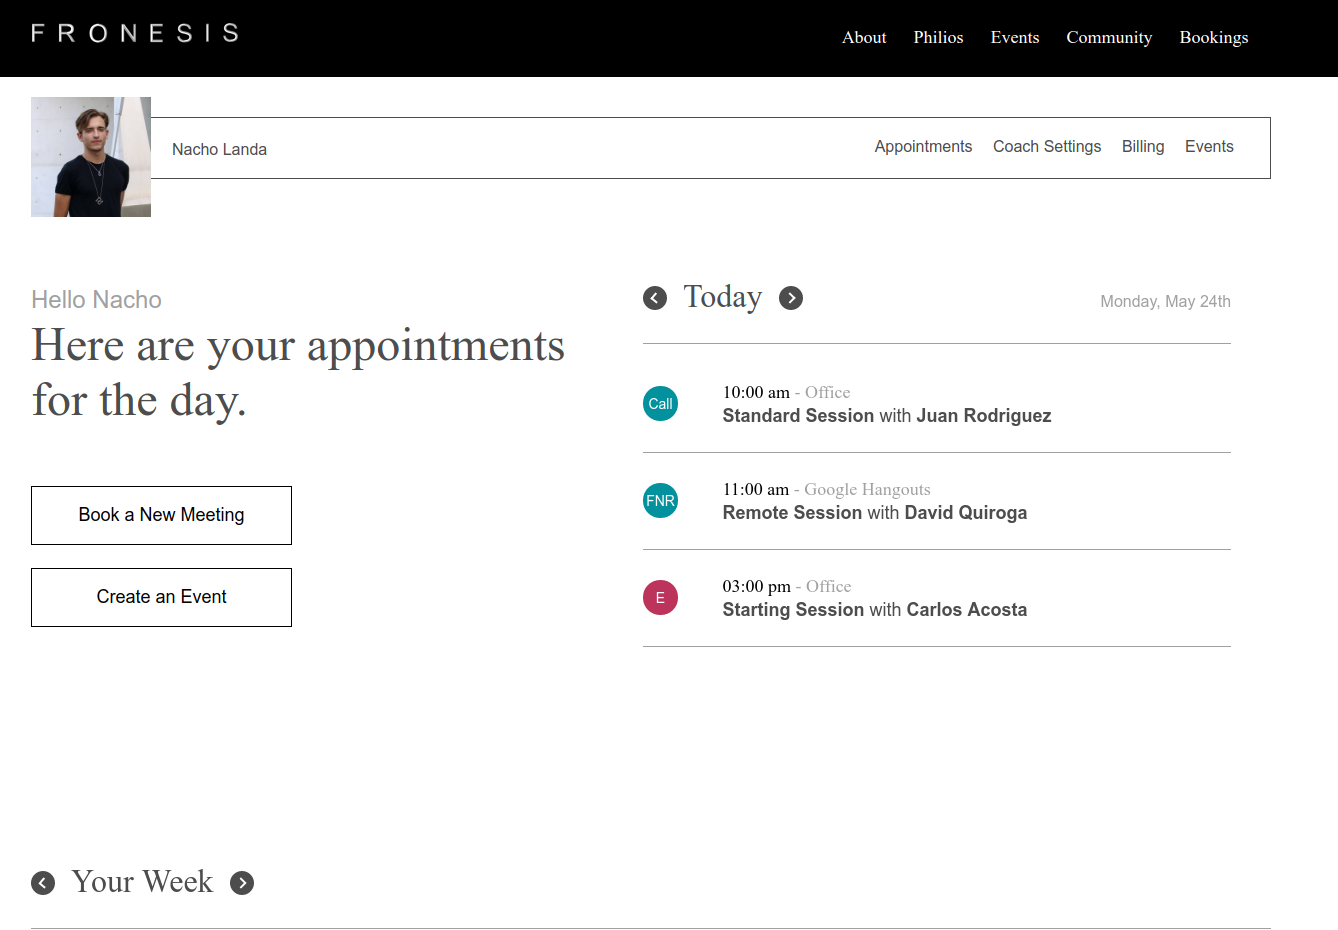 FRONESIS
About Philios Events Community Bookings
Nacho Landa
Appointments Coach Settings Billing Events
Hello Nacho
Here are your appointments
for the day.
Book a New Meeting
Create an Event
Today
Monday, May 24th
Call
10:00 am - Office
Standard Session with Juan Rodriguez
FNR
11:00 am - Google Hangouts
Remote Session with David Quiroga
E
03:00 pm - Office
Starting Session with Carlos Acosta
Your Week